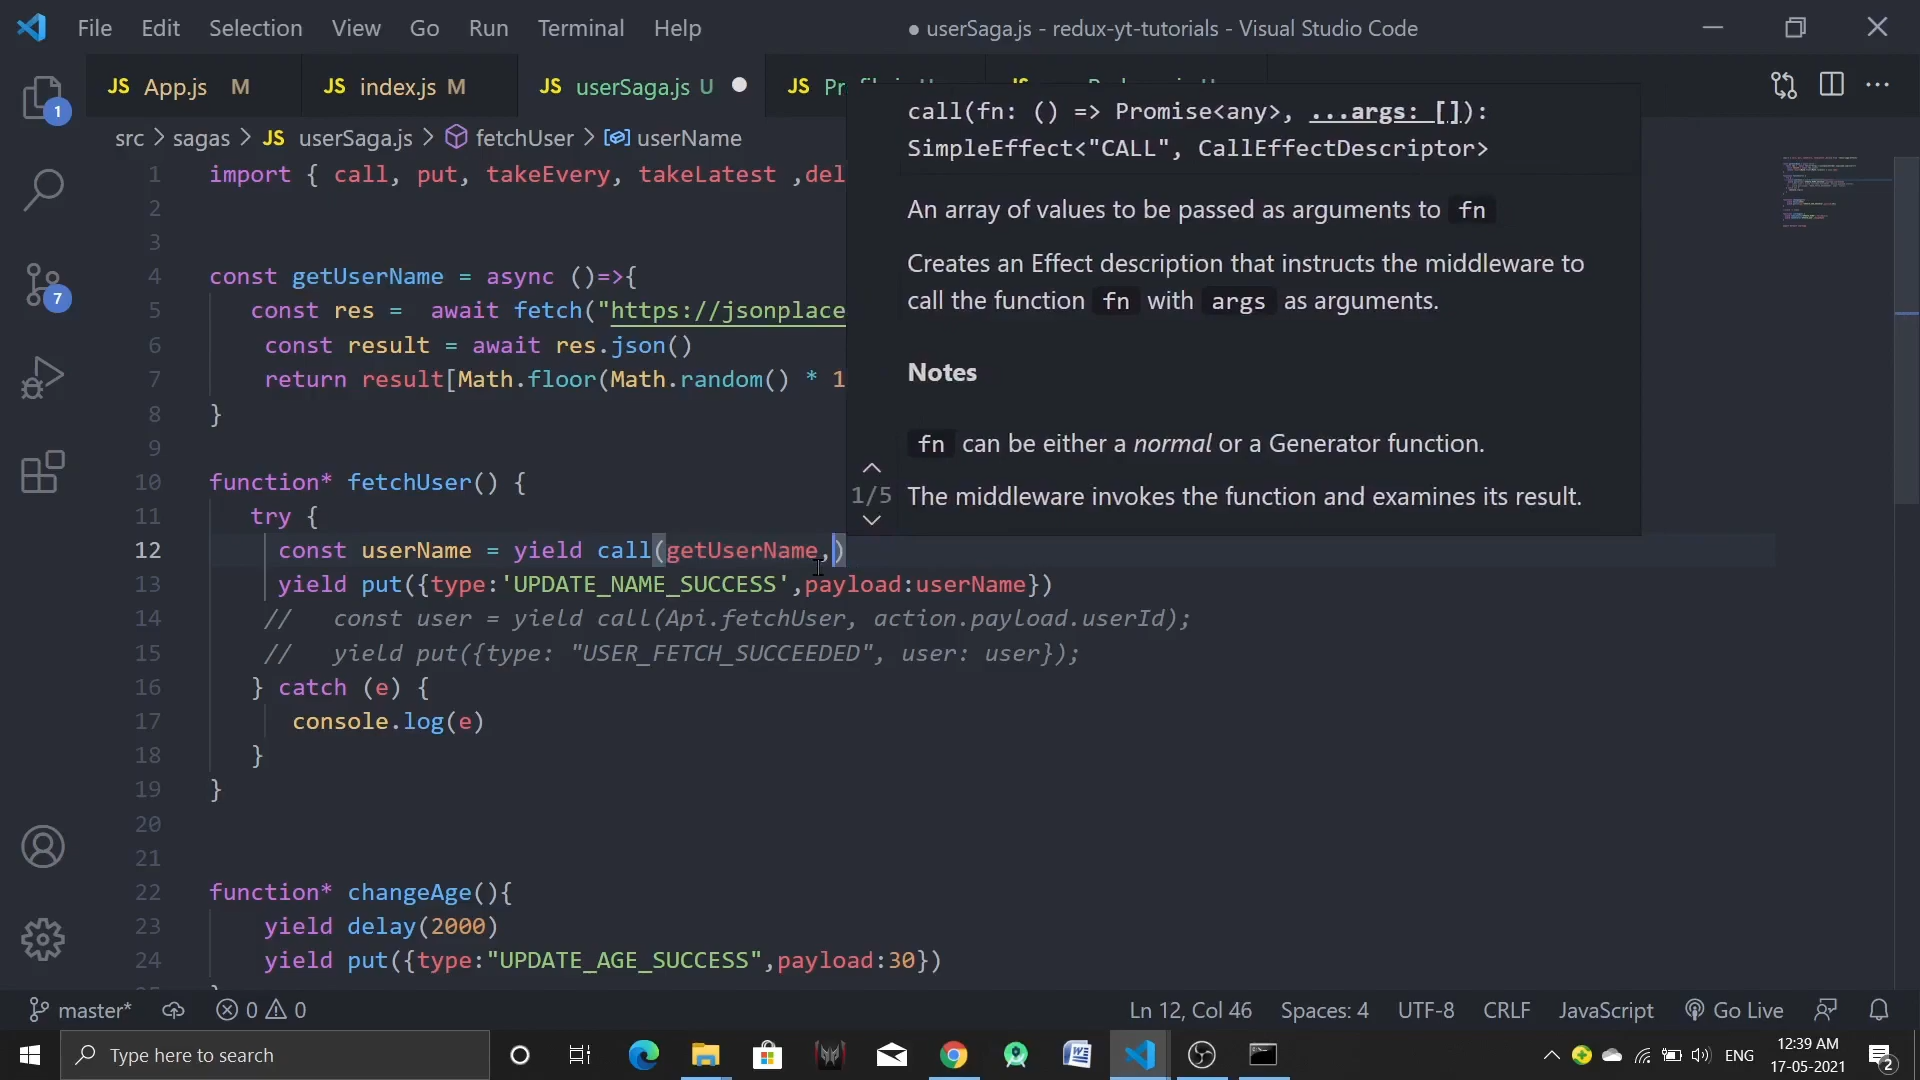 File Edit Selection View Go Run Terminal Help ● userSaga.js - redux-yt-tutorials - Visual Studio Code
JS App.js M JS index.js M JS userSaga.js U ● JS
src > sagas > JS userSaga.js > fetchUser > userName
1 import { call, put, takeEvery, takeLatest ,del
2
3
4 const getUserName = async ()=>{
5 const res = await fetch("https://jsonplace
6 const result = await res.json()
7 return result[Math.floor(Math.random() * 1
8 }
9
10 function* fetchUser() {
11 try {
12 const userName = yield call(getUserName,)
13 yield put({type:'UPDATE_NAME_SUCCESS',payload:userName})
14 // const user = yield call(Api.fetchUser, action.payload.userId);
15 // yield put({type: "USER_FETCH_SUCCEEDED", user: user});
16 } catch (e) {
17 console.log(e)
18 }
19 }
20
21
22 function* changeAge(){
23 yield delay(2000)
24 yield put({type:"UPDATE_AGE_SUCCESS",payload:30})
call(fn: () => Promise<any>, ...args: []):
SimpleEffect<"CALL", CallEffectDescriptor>
An array of values to be passed as arguments to fn
Creates an Effect description that instructs the middleware to
call the function fn with args as arguments.
Notes
fn can be either a normal or a Generator function.
1/5 The middleware invokes the function and examines its result.
1
7
master* 0 0 Ln 12, Col 46 Spaces: 4 UTF-8 CRLF JavaScript Go Live
Type here to search
ENG
12:39 AM
17-05-2021
2